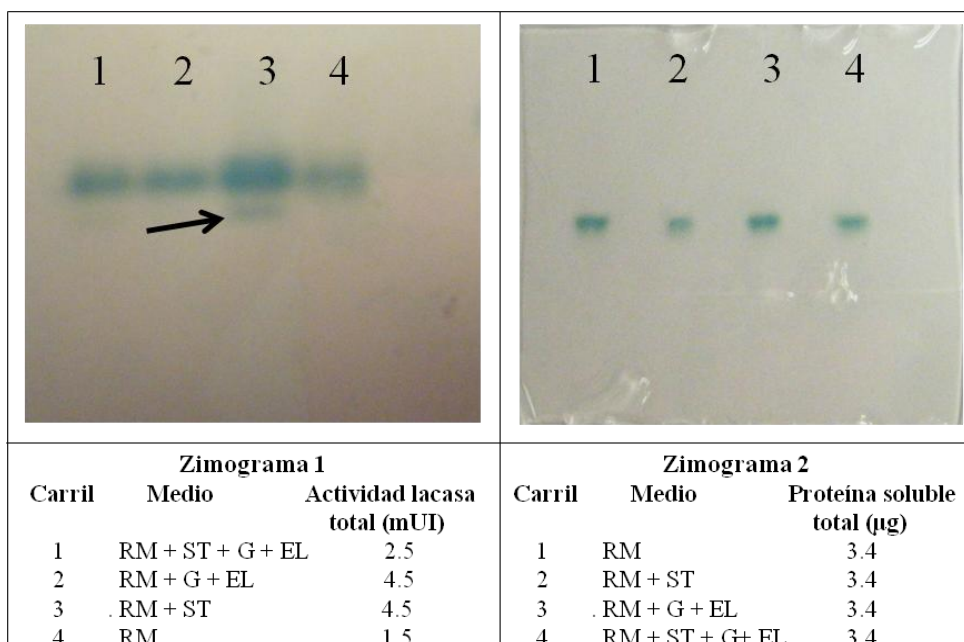 1 2 3 4
1 2 3 4
Zimograma 1
Carril Medio Actividad lacasa
total (mUI)
1 RM + ST + G + EL 2.5
2 RM + G + EL 4.5
3 . RM + ST 4.5
4 RM 1.5
Zimograma 2
Carril Medio Proteína soluble
total (µg)
1 RM 3.4
2 RM + ST 3.4
3 . RM + G + EL 3.4
4 RM + ST + G+ EL 3.4